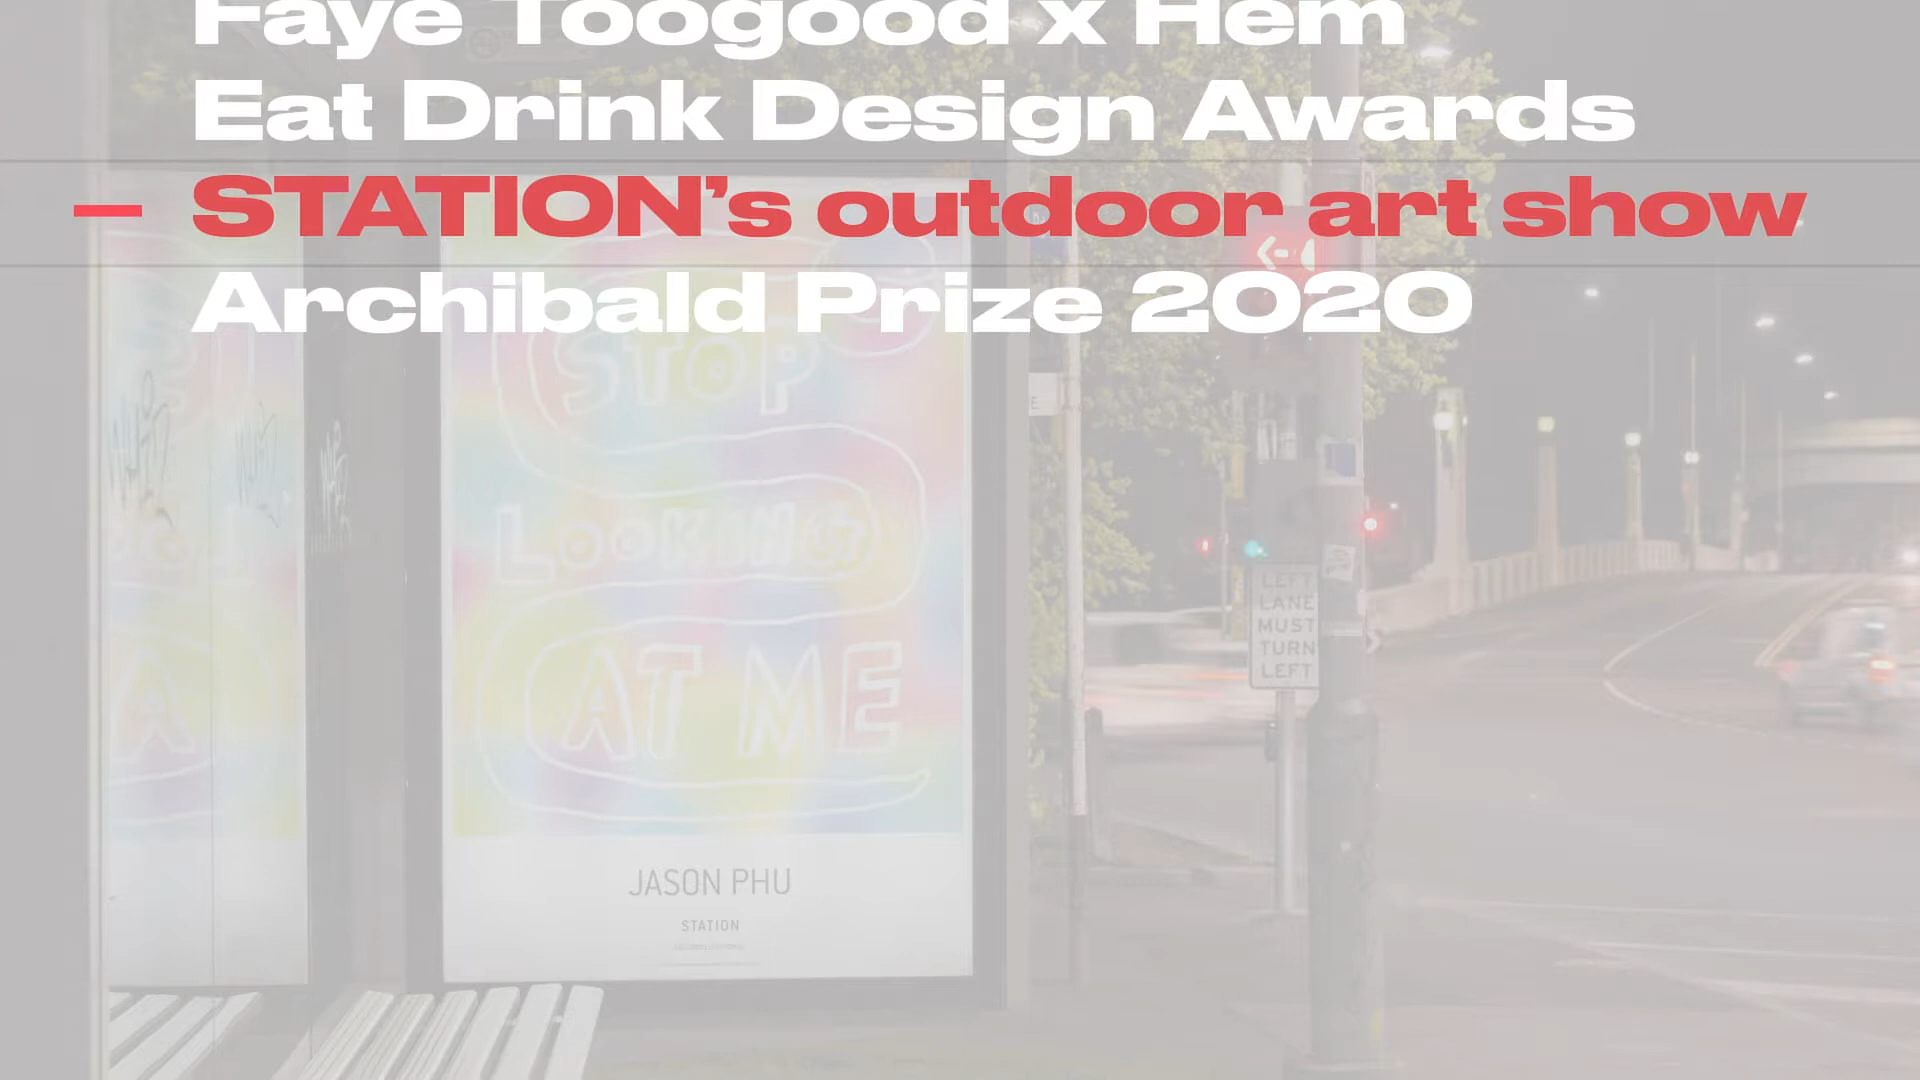 Faye Toogood x Hem
Eat Drink Design Awards
STATION’s outdoor art show
Archibald Prize 2020
STOP
LOOKING
AT ME
A
LEFT
LANE
MUST
TURN
LEFT
JASON PHU
STATION